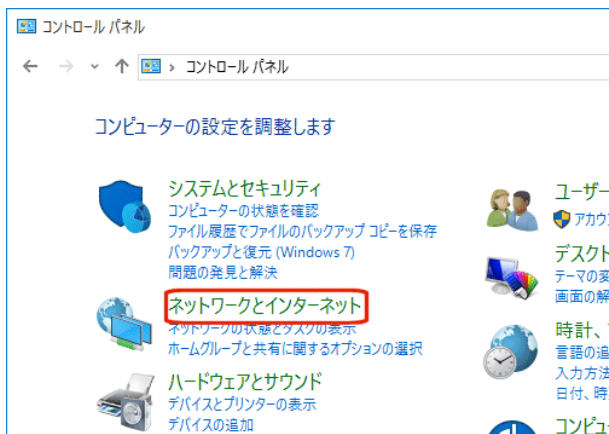 コントロール パネル
コントロール パネル
コンピューターの設定を調整します
システムとセキュリティ
コンピューターの状態を確認
ファイル履歴でファイルのバックアップ コピーを保存
バックアップと復元 (Windows 7)
問題の発見と解決
ネットワークとインターネット
ネットワークの状態とタスクの表示
ホームグループと共有に関するオプションの選択
ハードウェアとサウンド
デバイスとプリンターの表示
デバイスの追加
ユーザー
アカウン
デスクト
テーマの変
画面の解
時計、
言語の追
入力方法
日付、時
コンピュー